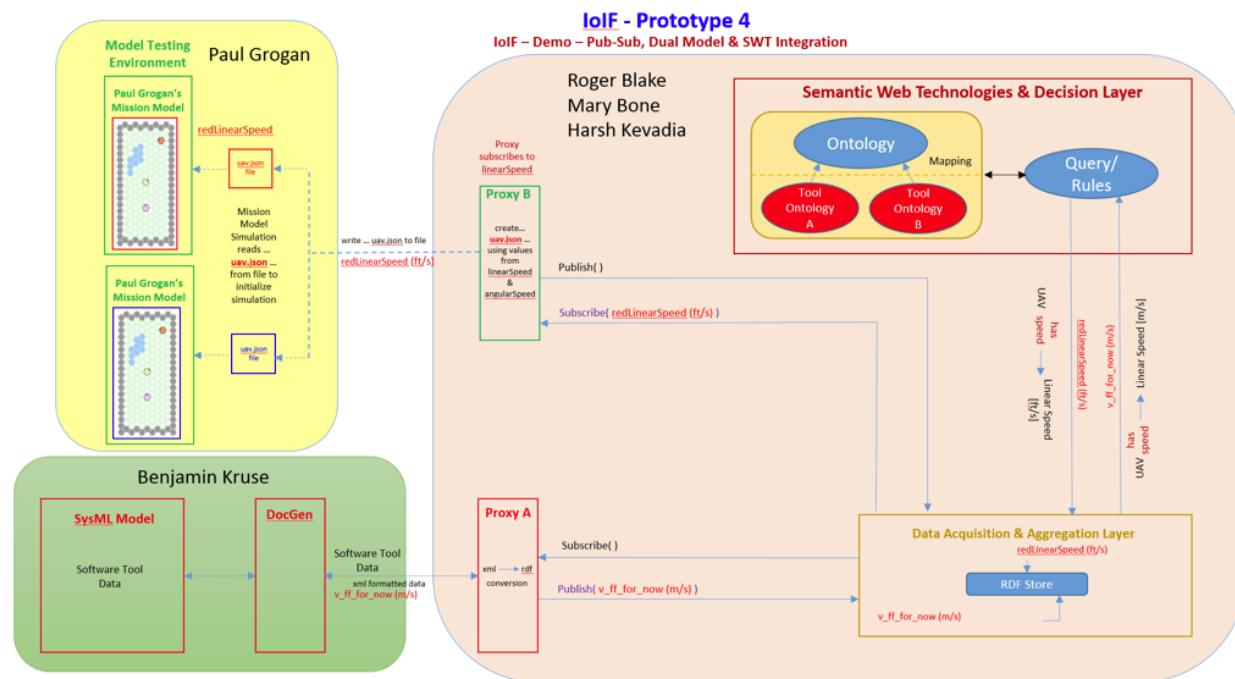 IoIF - Prototype 4
IoIF – Demo – Pub-Sub, Dual Model & SWT Integration
Model Testing
Environment
Paul Grogan
Paul Grogan's
Mission Model
redLinearSpeed
uav.json
file
Mission
Model
Simulation
reads ...
uav.json ...
from file to
initialize
simulation
Paul Grogan's
Mission Model
uav.json
file
write ... uav.json to file
redLinearSpeed (ft/s)
Benjamin Kruse
SysML Model
Software Tool
Data
DocGen
Software Tool
Data
xml formatted data
v_ff_for_now (m/s)
Roger Blake
Mary Bone
Harsh Kevadia
Proxy
subscribes to
linearSpeed
Proxy B
create...
uav.json ...
using values
from
linearSpeed
&
angularSpeed
Publish( )
Subscribe( redLinearSpeed (ft/s) )
Semantic Web Technologies & Decision Layer
Ontology
Mapping
Tool
Ontology
A
Tool
Ontology
B
Query/
Rules
UAV
has
speed
Linear Speed
[ft/s]
redLinearSpeed (ft/s)
v_ff_for_now (m/s)
UAV
has
speed
Linear Speed [m/s]
Proxy A
xml rdf
conversion
Subscribe( )
Publish( v_ff_for_now (m/s) )
Data Acquisition & Aggregation Layer
redLinearSpeed (ft/s)
RDF Store
v_ff_for_now (m/s)